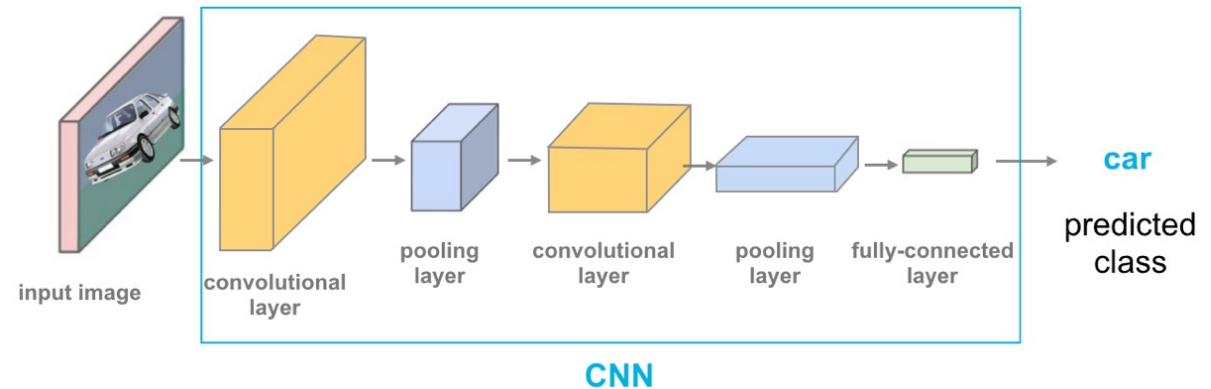 input image
convolutional
layer
pooling
layer
convolutional
layer
pooling
layer
fully-connected
layer
car
predicted
class
CNN